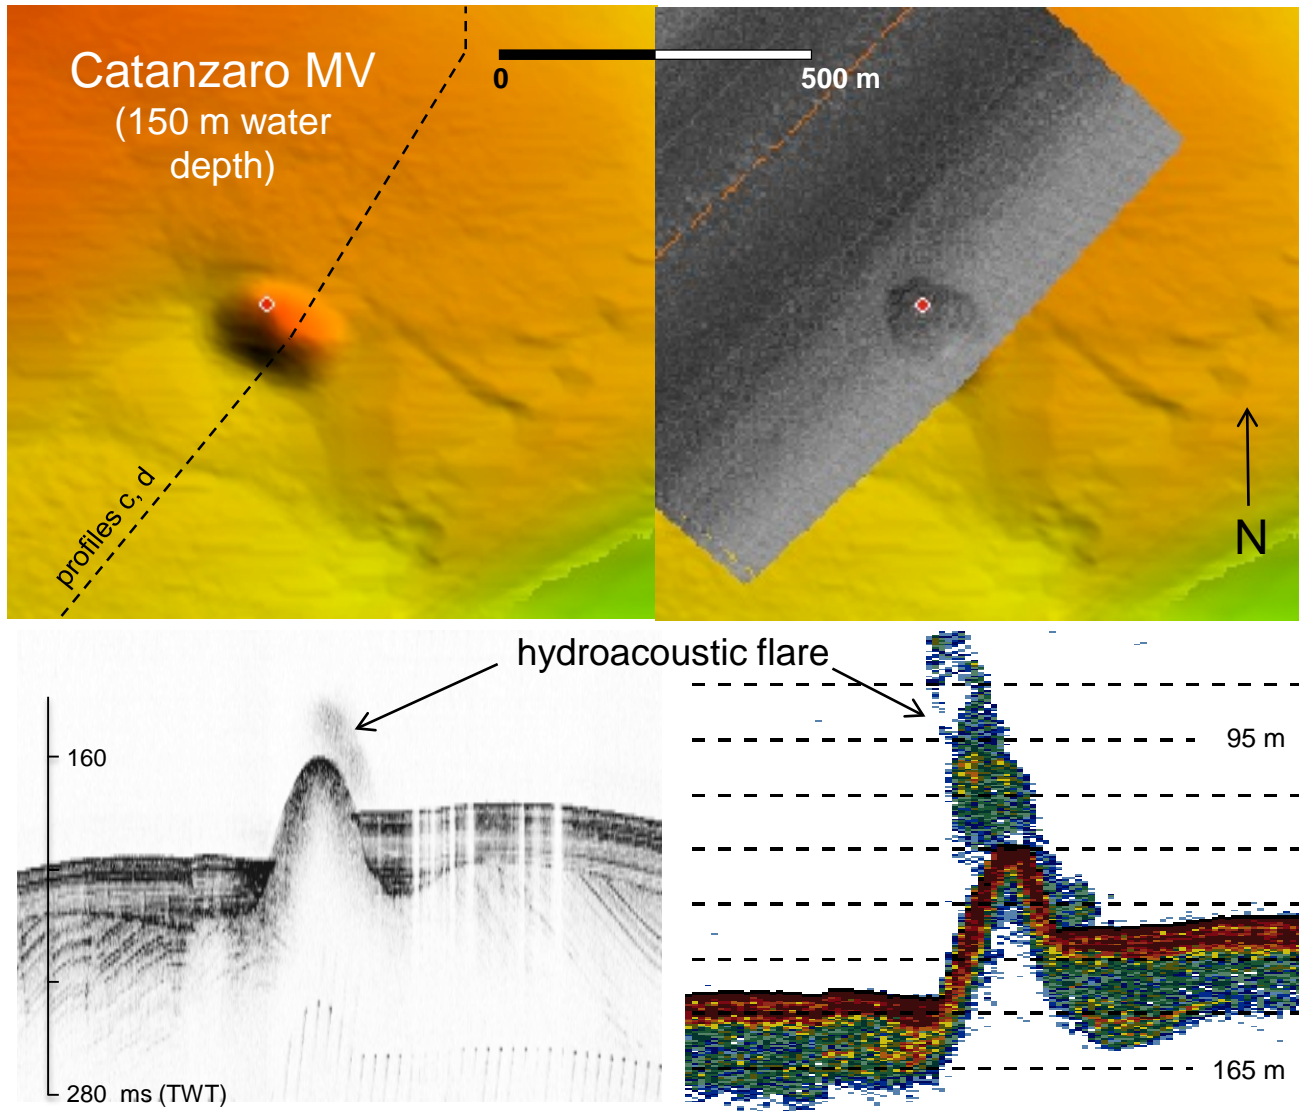 Catanzaro MV
(150 m water
depth)
0
500 m
profiles c, d
N
hydroacoustic flare
160
280 ms (TWT)
95 m
165 m